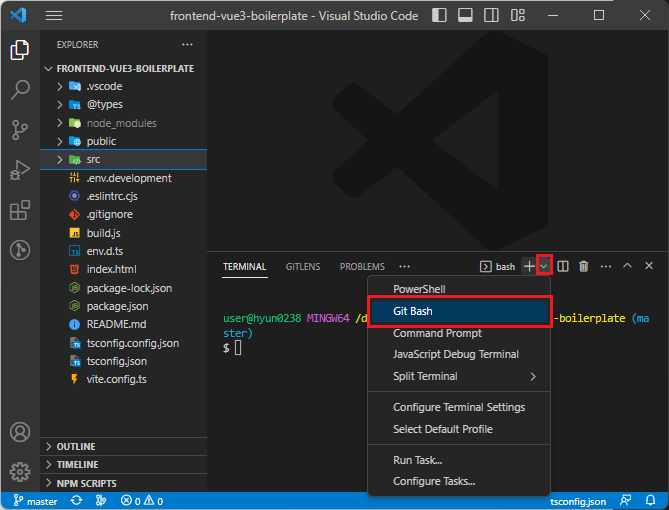 frontend-vue3-boilerplate - Visual Studio Code
EXPLORER
FRONTEND-VUE3-BOILERPLATE
.vscode
@types
node_modules
public
src
.env.development
.eslintrc.cjs
.gitignore
build.js
env.d.ts
index.html
package-lock.json
package.json
README.md
tsconfig.config.json
tsconfig.json
vite.config.ts
OUTLINE
TIMELINE
NPM SCRIPTS
TERMINAL GITLENS PROBLEMS ... bash
user@hyun0238 MINGW64 /d -boilerplate (ma
ster)
$
PowerShell
Git Bash
Command Prompt
JavaScript Debug Terminal
Split Terminal
Configure Terminal Settings
Select Default Profile
Run Task...
Configure Tasks...
master 0 0 tsconfig.json